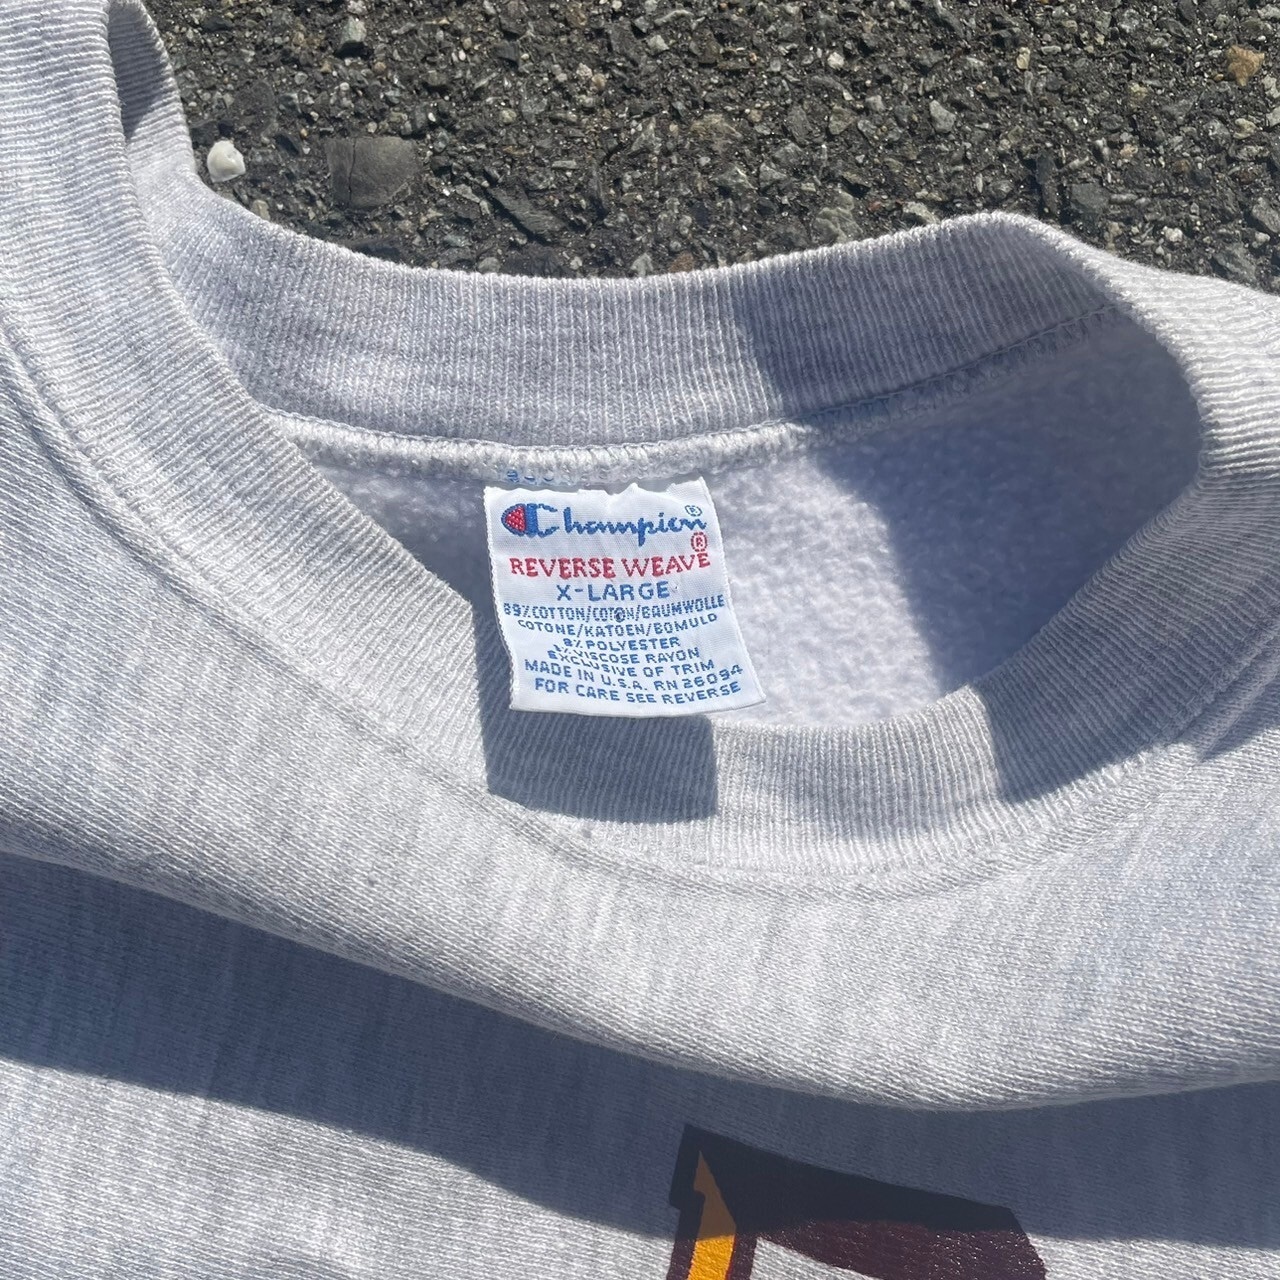 Champion®
REVERSE WEAVE®
X-LARGE
89%COTTON/COTON/BAUMWOLLE
COTONE/KATOEN/BOMULD
8%POLYESTER
VISCOSE RAYON
EXCLUSIVE OF TRIM
MADE IN U.S.A. RN 26094
FOR CARE SEE REVERSE